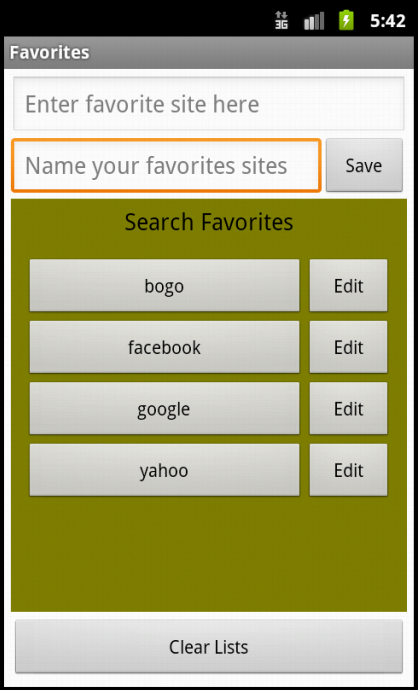 3G 5:42
Favorites
Enter favorite site here
Name your favorites sites Save
Search Favorites
bogo Edit
facebook Edit
google Edit
yahoo Edit
Clear Lists